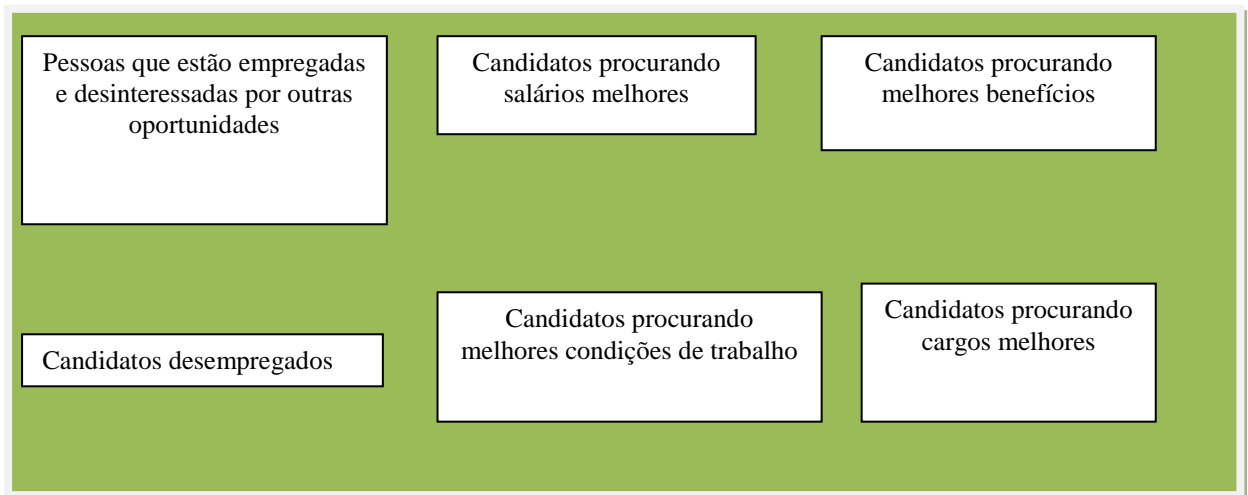 Pessoas que estão empregadas
e desinteressadas por outras
oportunidades
Candidatos procurando
salários melhores
Candidatos procurando
melhores benefícios
Candidatos desempregados
Candidatos procurando
melhores condições de trabalho
Candidatos procurando
cargos melhores